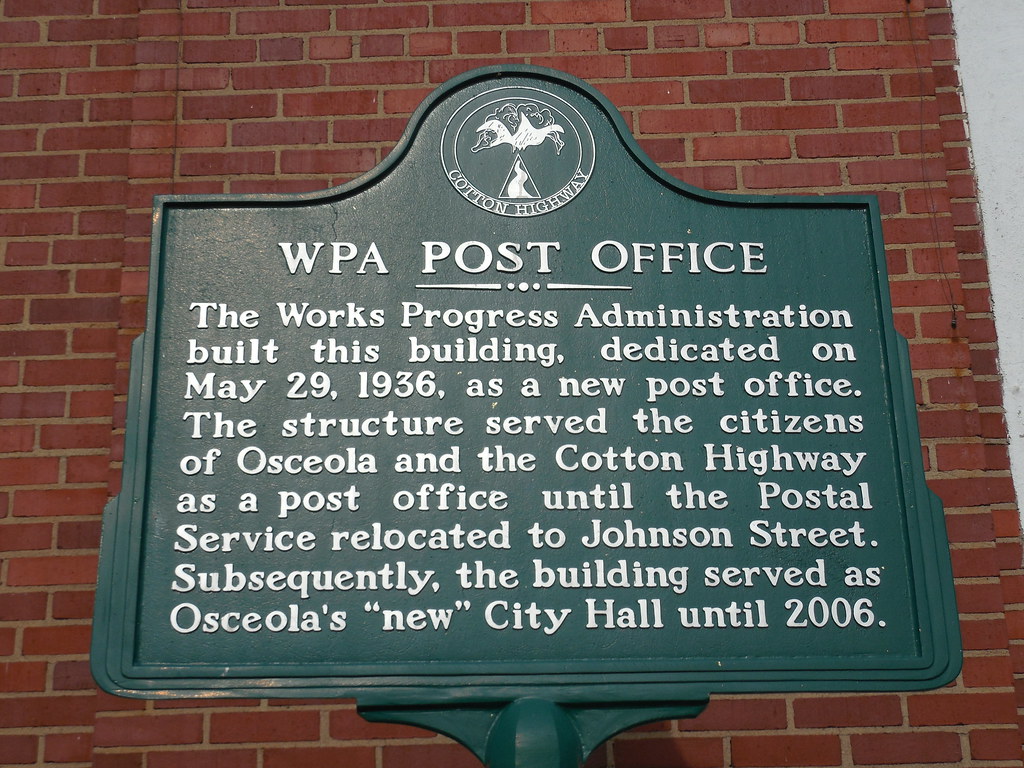 COTTON HIGHWAY
WPA POST OFFICE
The Works Progress Administration
built this building, dedicated on
May 29, 1936, as a new post office.
The structure served the citizens
of Osceola and the Cotton Highway
as a post office until the Postal
Service relocated to Johnson Street.
Subsequently, the building served as
Osceola's "new" City Hall until 2006.